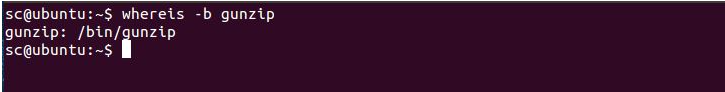 sc@ubuntu:~$ whereis -b gunzip
gunzip: /bin/gunzip
sc@ubuntu:~$